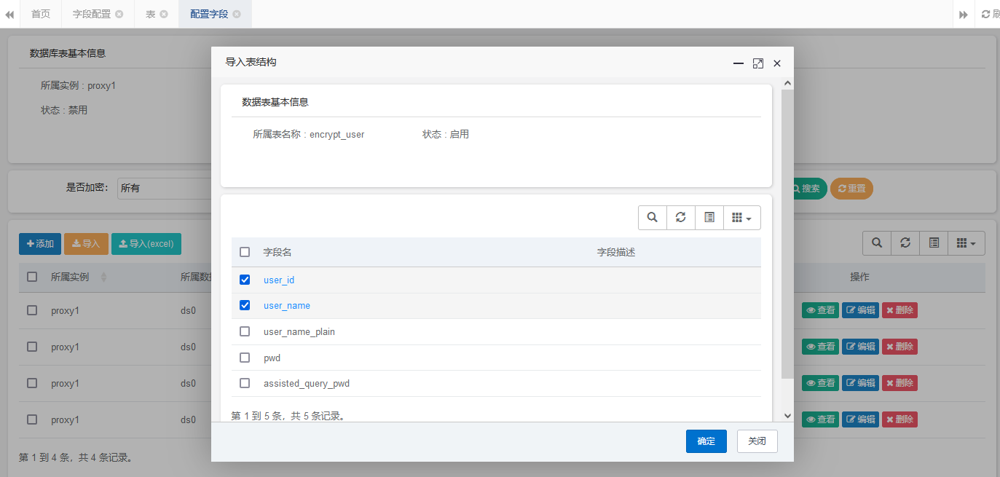 首页 字段配置 表 配置字段
数据库表基本信息
所属实例 : proxy1
状态 : 禁用
是否加密: 所有 搜索 重置
添加 导入 导入(excel)
所属实例 操作
proxy1 ds0 查看 编辑 删除
proxy1 ds0 查看 编辑 删除
proxy1 ds0 查看 编辑 删除
proxy1 ds0 查看 编辑 删除
第 1 到 4 条，共 4 条记录。
导入表结构
数据表基本信息
所属表名称 : encrypt_user 状态 : 启用
字段名 字段描述
user_id
user_name
user_name_plain
pwd
assisted_query_pwd
第 1 到 5 条，共 5 条记录。
确定 关闭